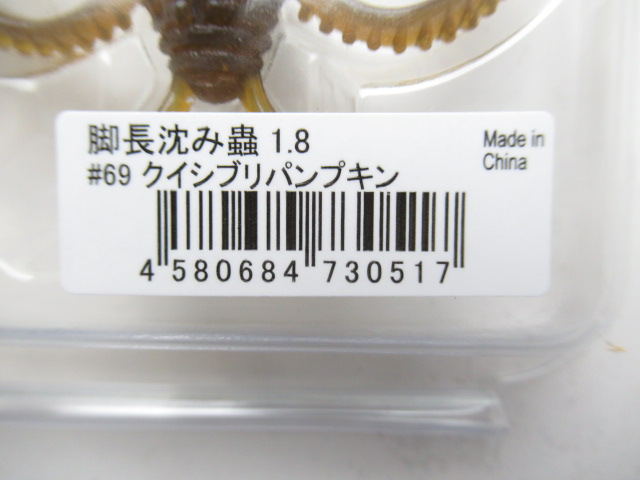 脚長沈み蟲 1.8
#69 クイシブリパンプキン
Made in
China
4 580684 730517